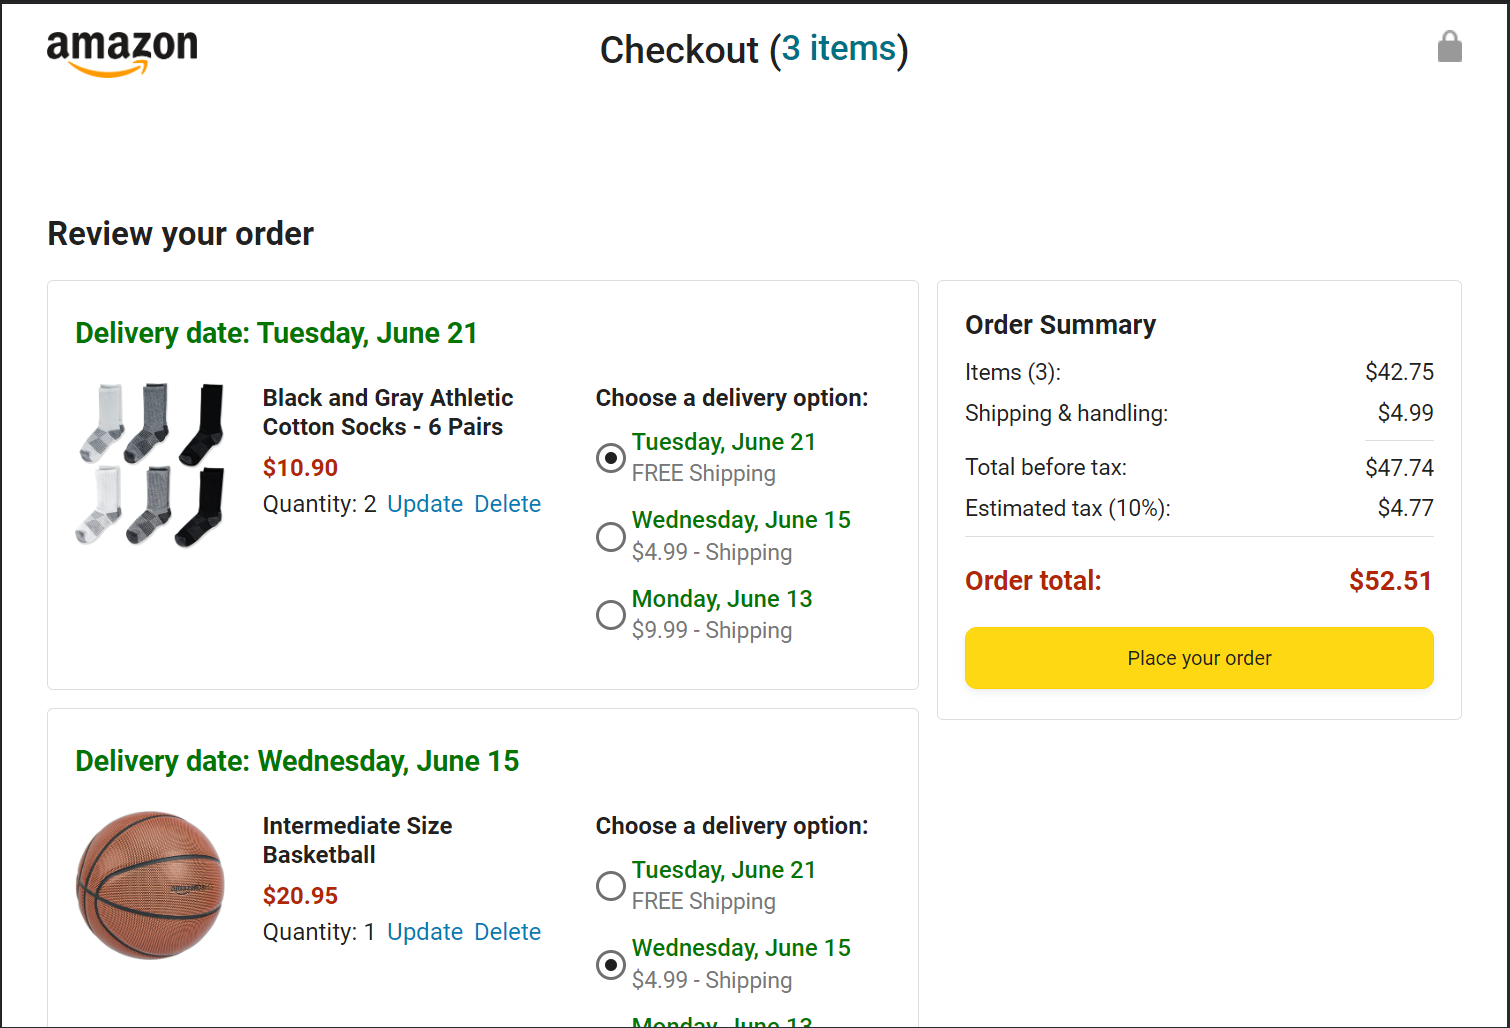 amazon
Checkout (3 items)
Review your order
Delivery date: Tuesday, June 21
Black and Gray Athletic
Cotton Socks - 6 Pairs
$10.90
Quantity: 2 Update Delete
Choose a delivery option:
Tuesday, June 21
FREE Shipping
Wednesday, June 15
$4.99 - Shipping
Monday, June 13
$9.99 - Shipping
Order Summary
Items (3): $42.75
Shipping & handling: $4.99
Total before tax: $47.74
Estimated tax (10%): $4.77
Order total: $52.51
Place your order
Delivery date: Wednesday, June 15
Intermediate Size
Basketball
$20.95
Quantity: 1 Update Delete
Choose a delivery option:
Tuesday, June 21
FREE Shipping
Wednesday, June 15
$4.99 - Shipping
Monday, June 13